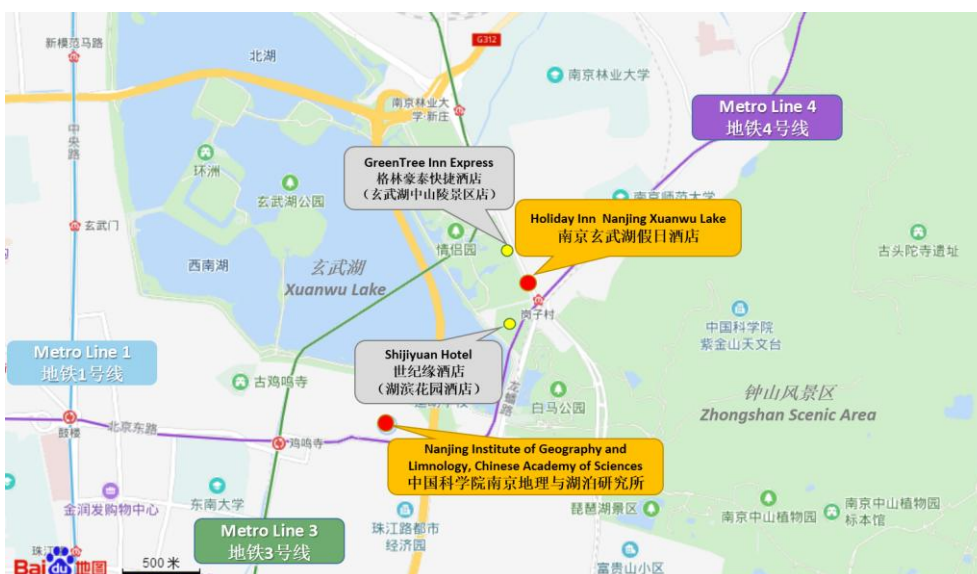 新模范马路
北湖
G312
南京林业大学
南京林业大
学·新庄
Metro Line 4
地铁4号线
中央路
环洲
玄武湖公园
GreenTree Inn Express
格林豪泰快捷酒店
（玄武湖中山陵景区店）
南京师范大学
Holiday Inn Nanjing Xuanwu Lake
南京玄武湖假日酒店
玄武门
情侣园
古头陀寺遗址
西南湖
玄武湖
Xuanwu Lake
岗子村
中国科学院
紫金山天文台
Metro Line 1
地铁1号线
Shijiyuan Hotel
世纪缘酒店
（湖滨花园酒店）
古鸡鸣寺
龙蟠路
白马公园
钟山风景区
Zhongshan Scenic Area
鼓楼
北京东路
鸡鸣寺
Nanjing Institute of Geography and
Limnology, Chinese Academy of Sciences
中国科学院南京地理与湖泊研究所
金润发购物中心
东南大学
珠江路都市
经济园
琵琶湖景区
南京中山植物园
南京中山植物园
标本馆
Metro Line 3
地铁3号线
珠江
富贵山小区
Bai du 地图
500 米